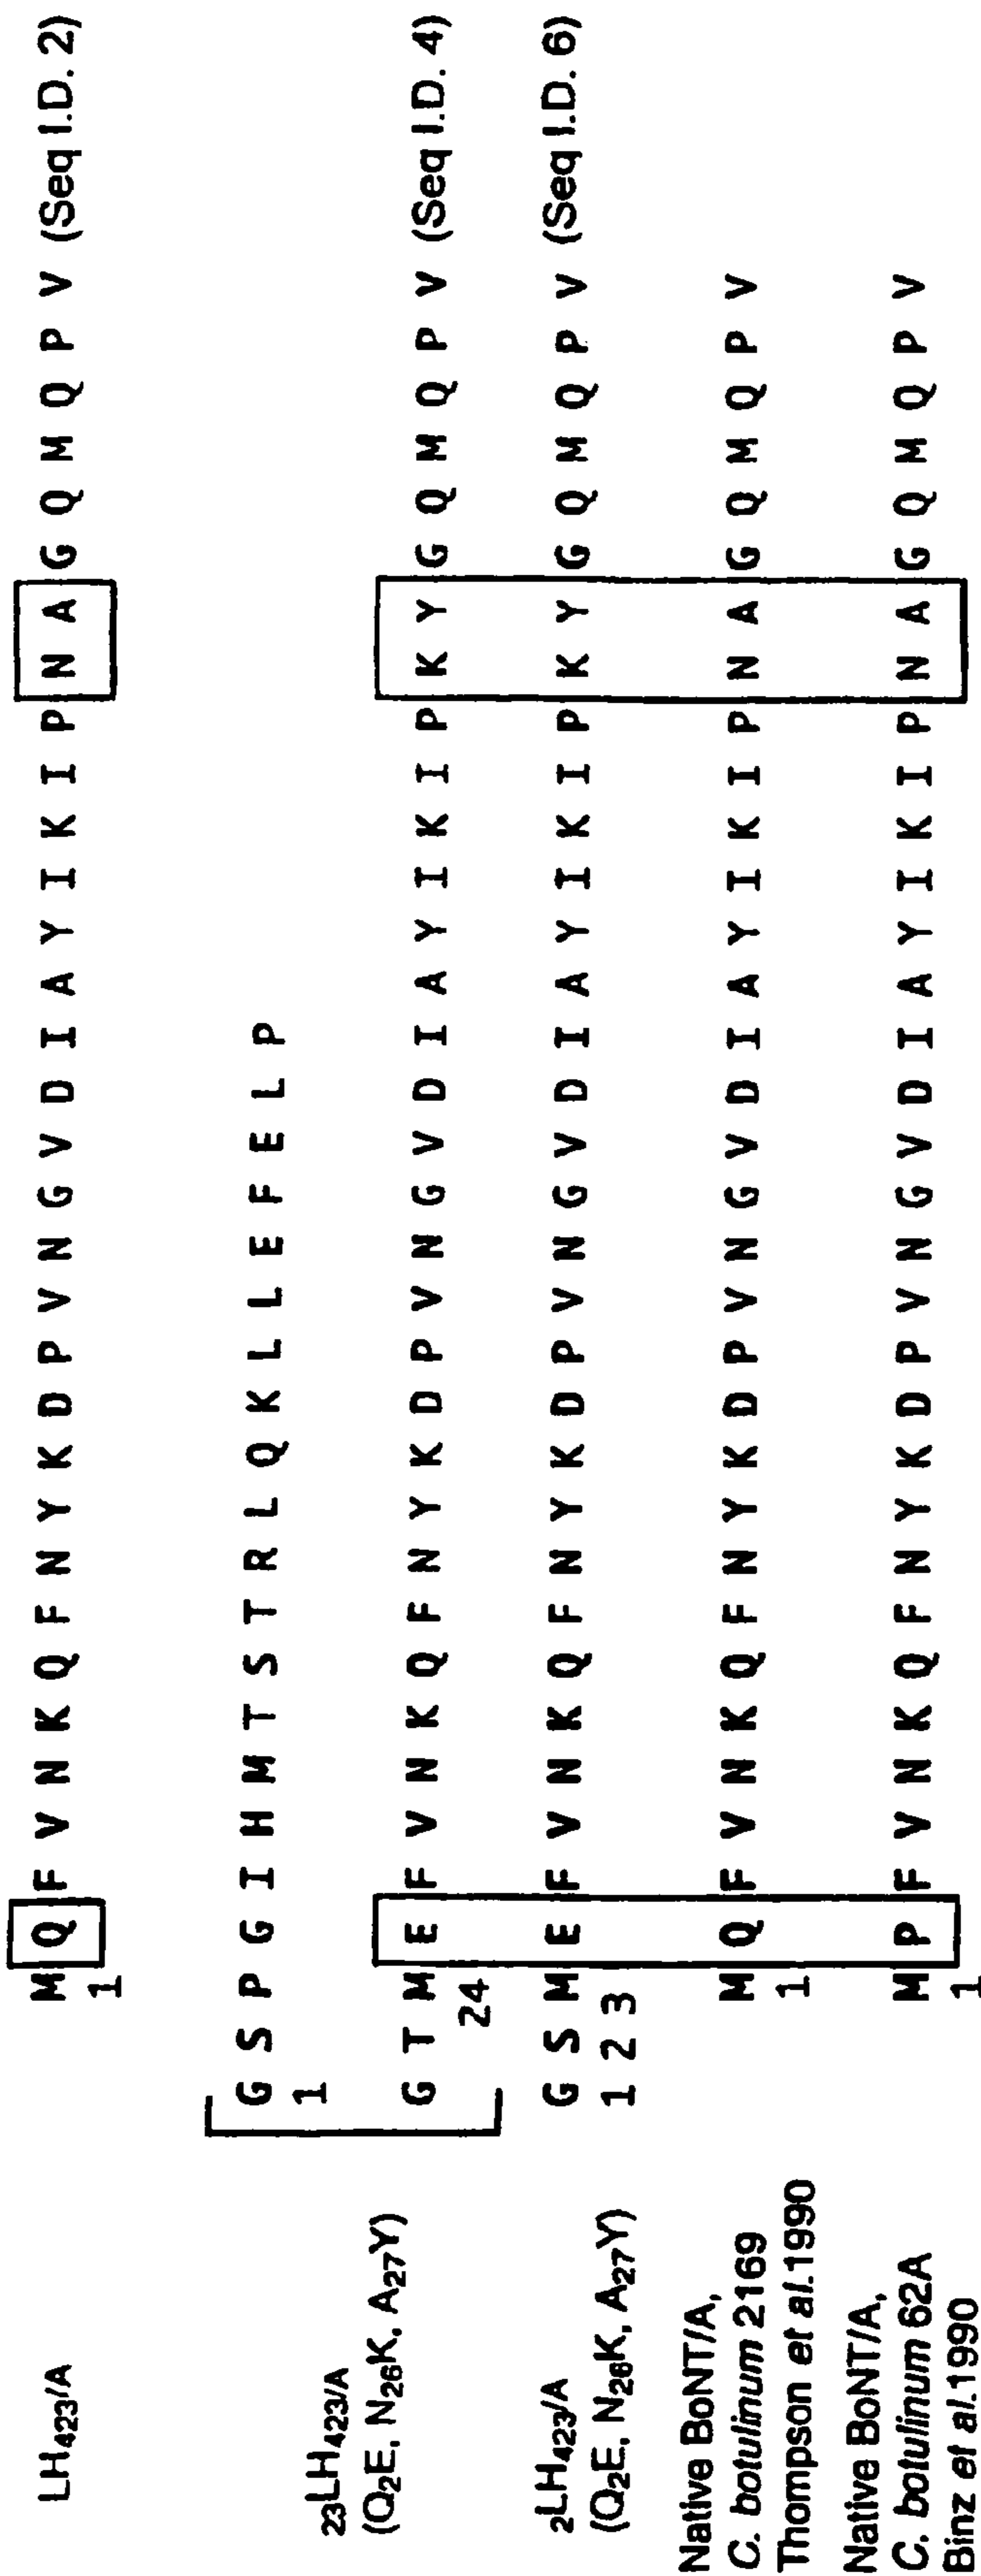 LH423/A M Q F V N K Q F N Y K D P V N G V D I A Y I K I P N A G Q M Q P V (Seq I.D. 2)
1
G S P G I H M T S T R L Q K L L E F E L P
1
23LH423/A
(Q2E, N26K, A27Y)
G T M E F V N K Q F N Y K D P V N G V D I A Y I K I P K Y G Q M Q P V (Seq I.D. 4)
24
2LH423/A G S M E F V N K Q F N Y K D P V N G V D I A Y I K I P K Y G Q M Q P V (Seq I.D. 6)
(Q2E, N26K, A27Y) 1 2 3
Native BoNT/A,
C. botulinum 2169 M Q F V N K Q F N Y K D P V N G V D I A Y I K I P N A G Q M Q P V
Thompson et al.1990 1
Native BoNT/A,
C. botulinum 62A M P F V N K Q F N Y K D P V N G V D I A Y I K I P N A G Q M Q P V
Binz et al.1990 1